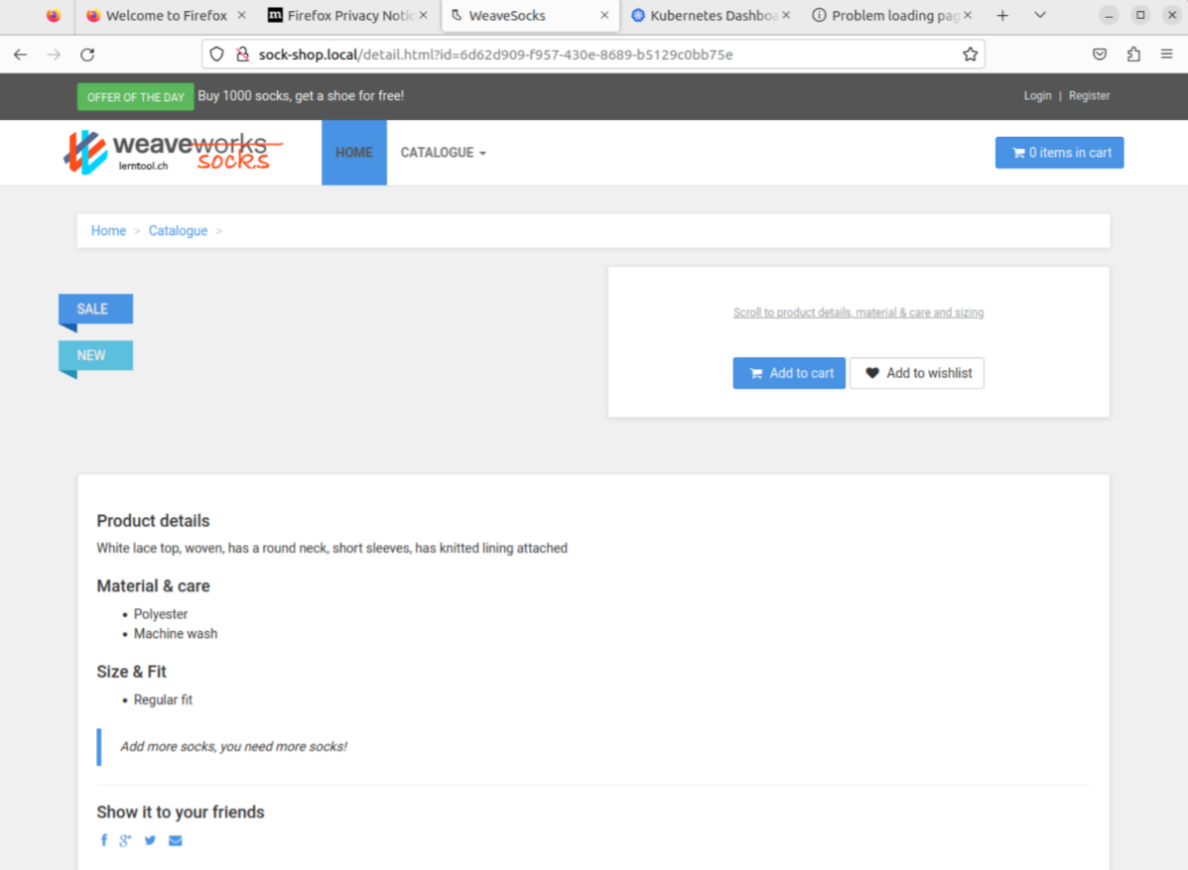 Welcome to Firefox
Firefox Privacy Notic
WeaveSocks
Kubernetes Dashboa
Problem loading pag
sock-shop.local/detail.html?id=6d62d909-f957-430e-8689-b5129c0bb75e
OFFER OF THE DAY Buy 1000 socks, get a shoe for free!
Login | Register
weaveworks
socks
lerntool.ch
HOME
CATALOGUE
0 items in cart
Home > Catalogue >
SALE
NEW
Scroll to product details, material & care and sizing
Add to cart
Add to wishlist
Product details
White lace top, woven, has a round neck, short sleeves, has knitted lining attached
Material & care
• Polyester
• Machine wash
Size & Fit
• Regular fit
Add more socks, you need more socks!
Show it to your friends